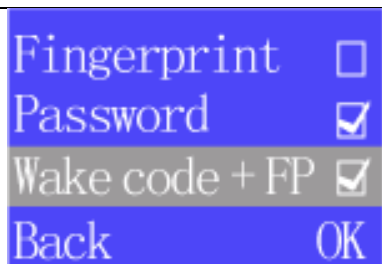 Fingerprint ☐
Password ☑
Wake code + FP ☑
Back OK